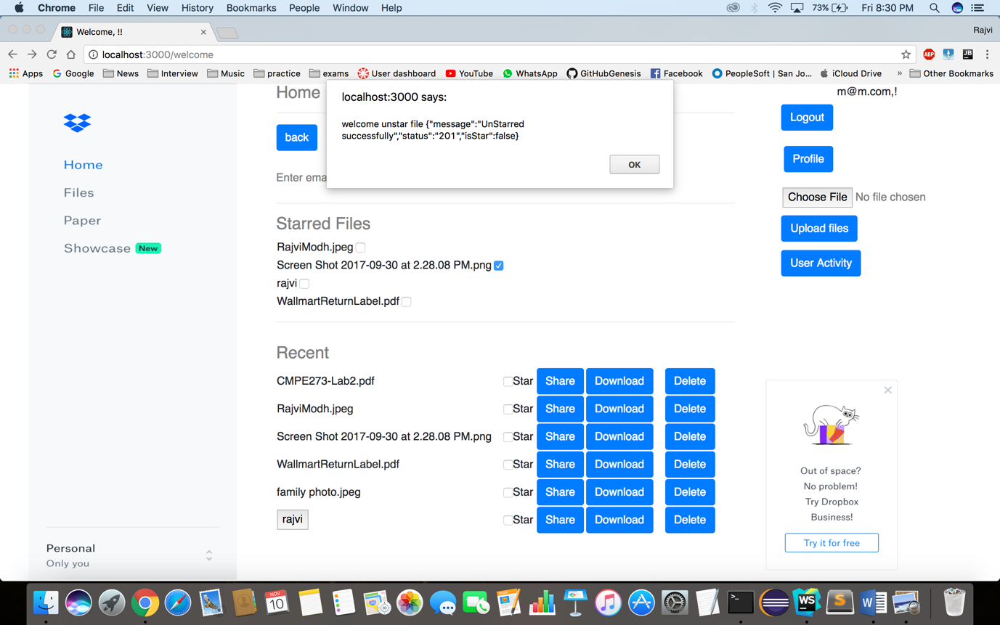 Chrome File Edit View History Bookmarks People Window Help 73% Fri 8:30 PM
Welcome, !! Rajvi
localhost:3000/welcome ABP JB
Apps Google News Interview Music practice exams User dashboard YouTube WhatsApp GitHubGenesis Facebook PeopleSoft | San Jo... iCloud Drive » Other Bookmarks
Home
Files
Paper
Showcase New
Personal
Only you
Home
back
Enter ema
localhost:3000 says:
welcome unstar file {"message":"UnStarred
successfully","status":"201","isStar":false}
OK
Starred Files
RajviModh.jpeg
Screen Shot 2017-09-30 at 2.28.08 PM.png
rajvi
WallmartReturnLabel.pdf
Recent
CMPE273-Lab2.pdf Star Share Download Delete
RajviModh.jpeg Star Share Download Delete
Screen Shot 2017-09-30 at 2.28.08 PM.png Star Share Download Delete
WallmartReturnLabel.pdf Star Share Download Delete
family photo.jpeg Star Share Download Delete
rajvi Star Share Download Delete
m@m.com,!
Logout
Profile
Choose File No file chosen
Upload files
User Activity
Out of space?
No problem!
Try Dropbox
Business!
Try it for free
NOV
10
WS